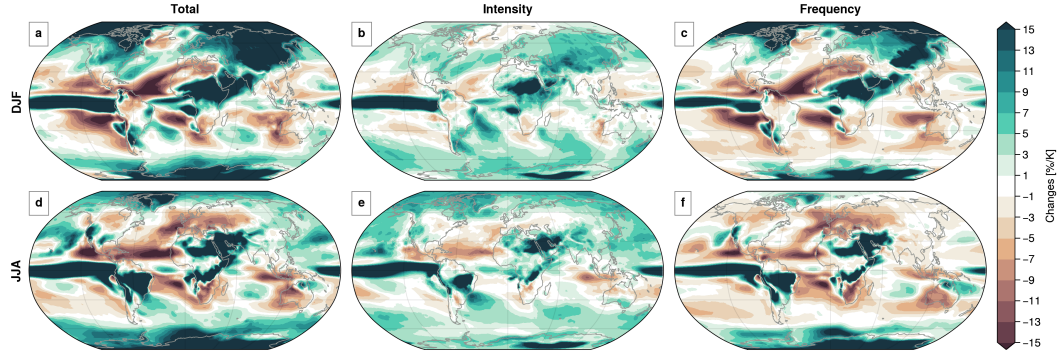 Total
Intensity
Frequency
a
b
c
DJF
d
e
f
JJA
15
13
11
9
7
5
3
1
−1
−3
−5
−7
−9
−11
−13
−15
Changes [%/K]